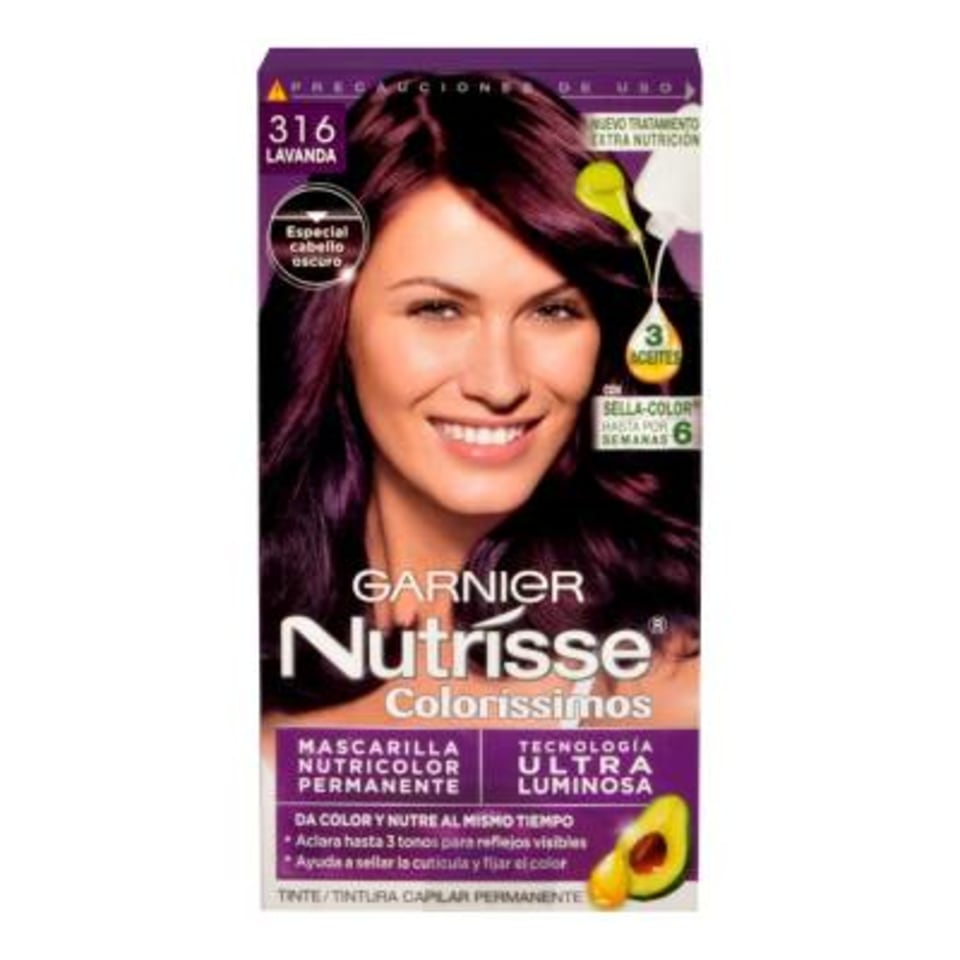 PRECAUCIONES DE USO
316
LAVANDA
NUEVO TRATAMIENTO
EXTRA NUTRICIÓN
Especial
cabello
oscuro
3
ACEITES
CON
SELLA-COLOR
HASTA POR
SEMANAS 6
GARNIER
Nutrisse®
Coloríssimos
MASCARILLA
NUTRICOLOR
PERMANENTE
TECNOLOGÍA
ULTRA
LUMINOSA
DA COLOR Y NUTRE AL MISMO TIEMPO
• Aclara hasta 3 tonos para reflejos visibles
• Ayuda a sellar la cutícula y fijar el color
TINTE/TINTURA CAPILAR PERMANENTE